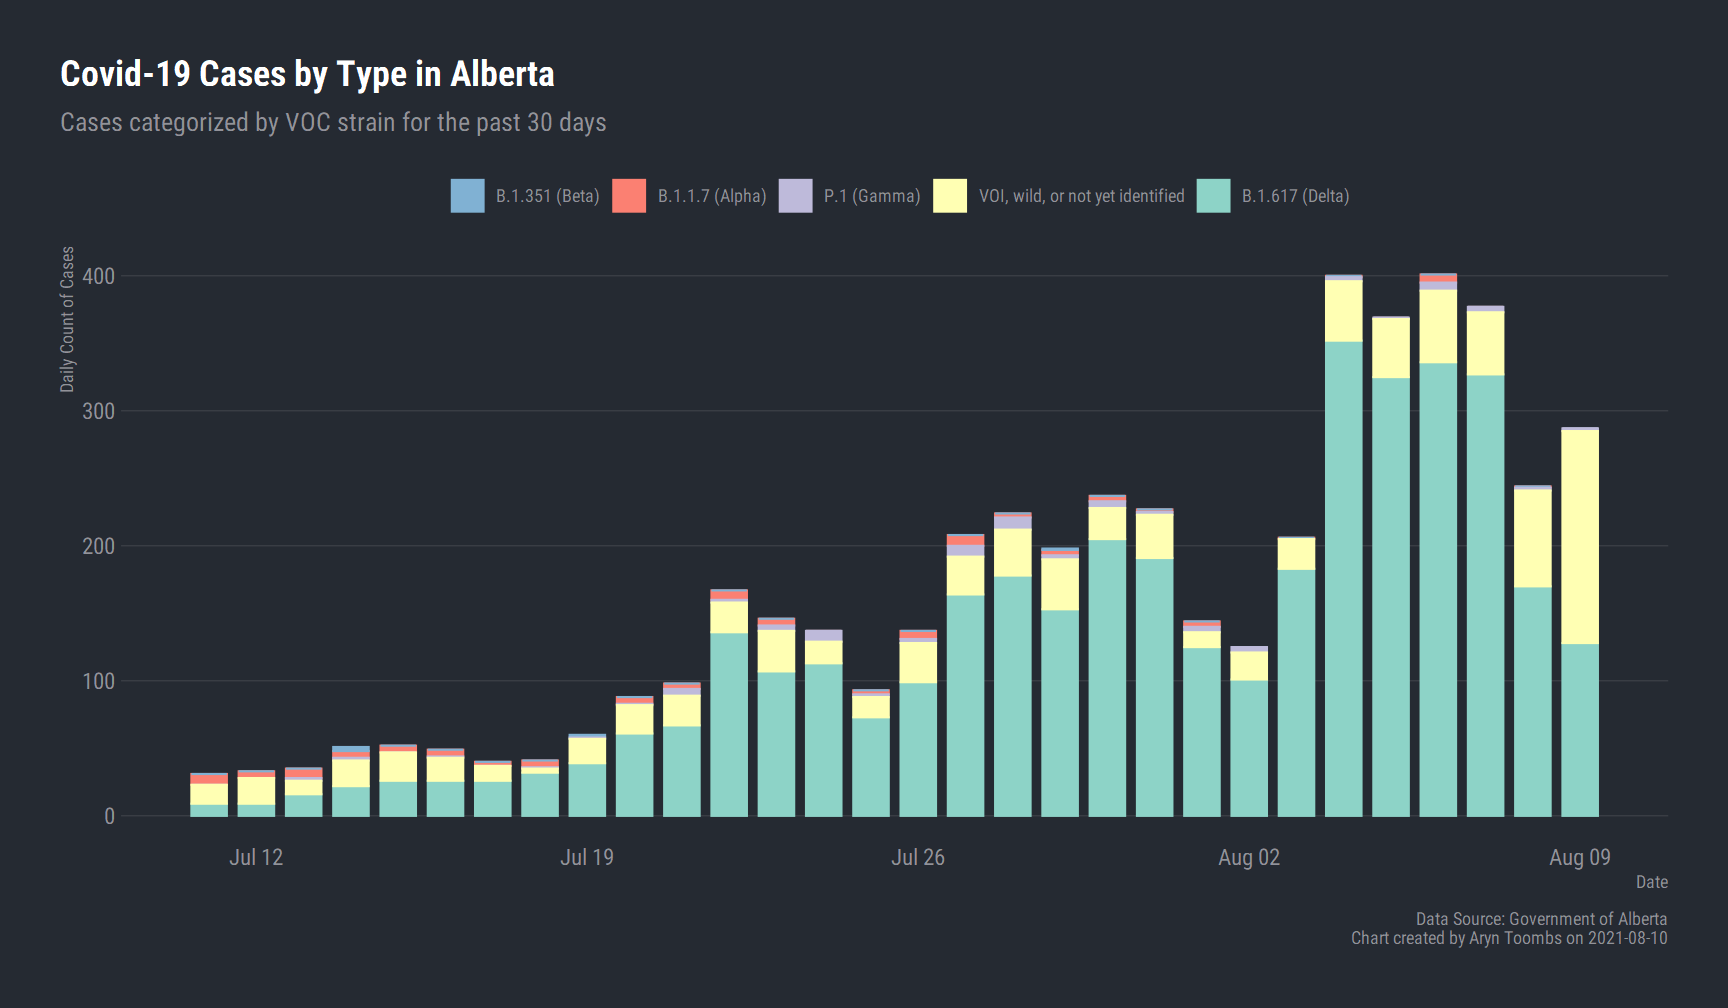 Covid-19 Cases by Type in Alberta
Cases categorized by VOC strain for the past 30 days
B.1.351 (Beta)
B.1.1.7 (Alpha)
P.1 (Gamma)
VOI, wild, or not yet identified
B.1.617 (Delta)
Daily Count of Cases
400
300
200
100
0
Jul 12
Jul 19
Jul 26
Aug 02
Aug 09
Date
Data Source: Government of Alberta
Chart created by Aryn Toombs on 2021-08-10